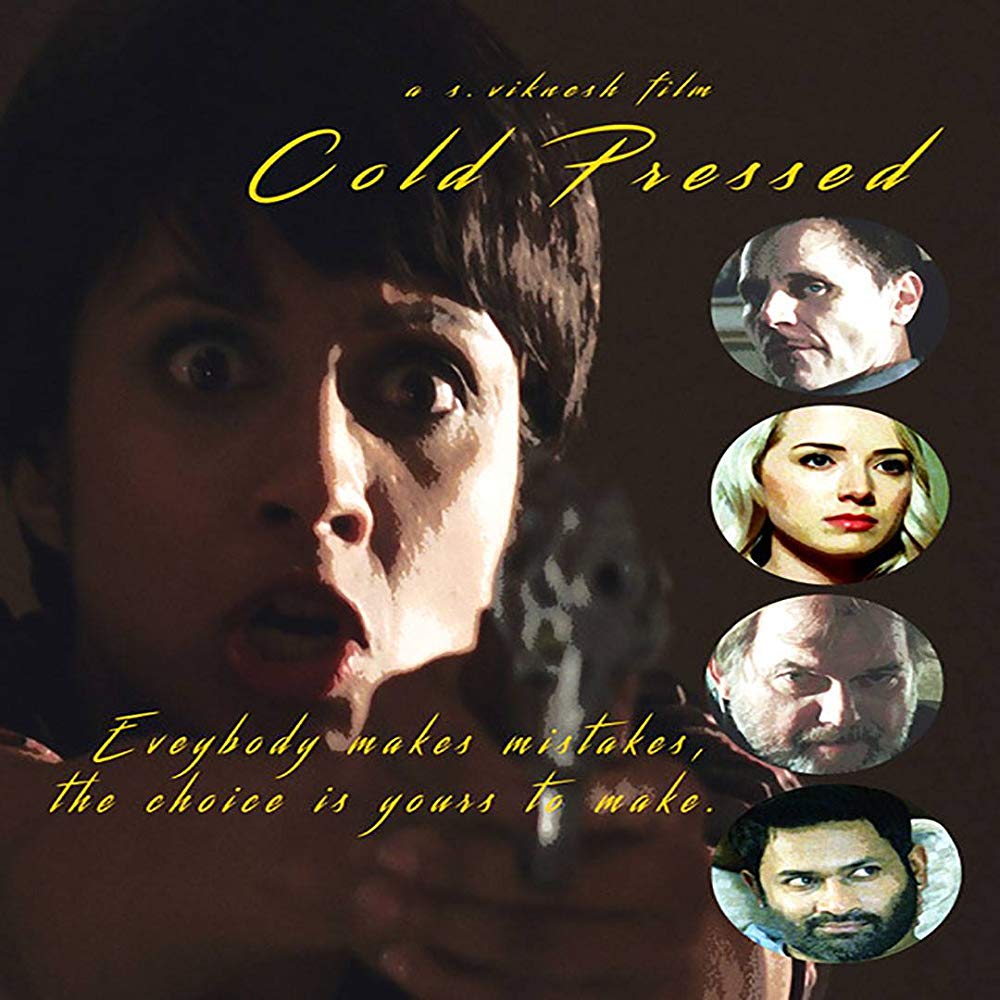 a s. viknesh film
Cold Pressed
Eveybody makes mistakes,
the choice is yours to make.